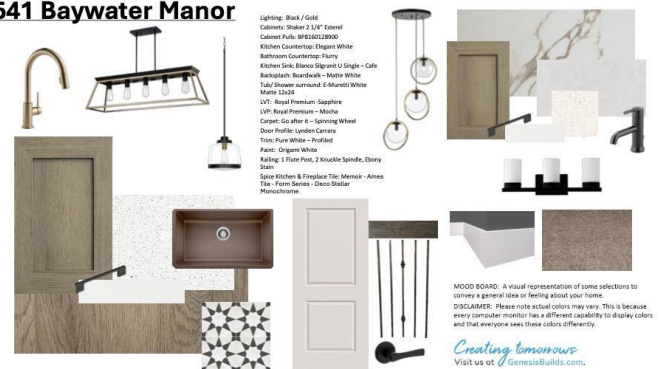 541 Baywater Manor
Lighting: Black / Gold
Cabinets: Shaker 2 1/4" Esterel
Cabinet Pulls: BP8160128900
Kitchen Countertop: Elegant White
Bathroom Countertop: Flurry
Kitchen Sink: Blanco Silgranit U Single – Cafe
Backsplash: Boardwalk – Matte White
Tub/ Shower surround: E-Muretti White
Matte 12x24
LVT: Royal Premium -Sapphire
LVP: Royal Premium – Mocha
Carpet: Go after it – Spinning Wheel
Door Profile: Lynden Carrara
Trim: Pure White – Profiled
Paint: Origami White
Railing: 1 Flute Post, 2 Knuckle Spindle, Ebony
Stain
Spice Kitchen & Fireplace Tile: Memoir - Ames
Tile - Form Series - Deco Stellar
Monochrome
MOOD BOARD: A visual representation of some selections to
convey a general idea or feeling about your home.
DISCLAIMER: Please note actual colors may vary. This is because
every computer monitor has a different capability to display colors
and that everyone sees these colors differently.
Creating tomorrows
Visit us at GenesisBuilds.com.